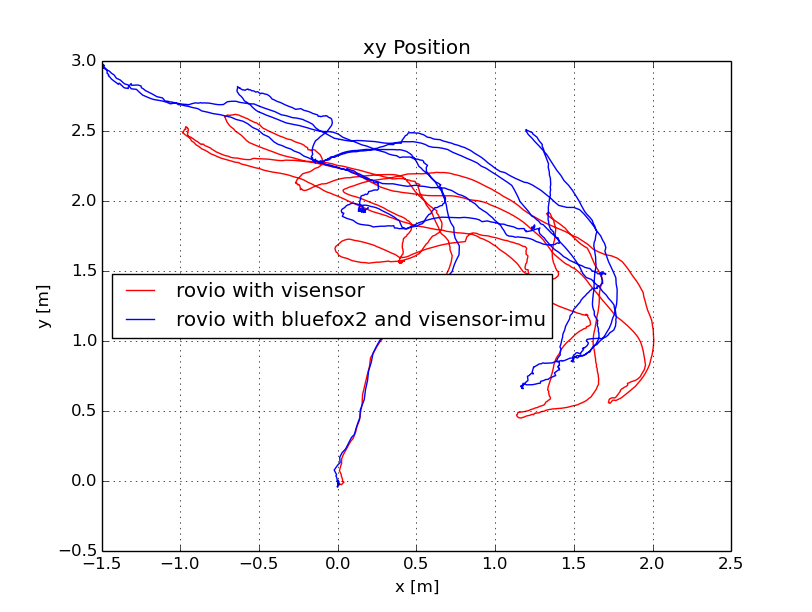 xy Position
3.0
2.5
2.0
1.5
1.0
0.5
0.0
−0.5
y [m]
rovio with visensor
rovio with bluefox2 and visensor-imu
−1.5 −1.0 −0.5 0.0 0.5 1.0 1.5 2.0 2.5
x [m]